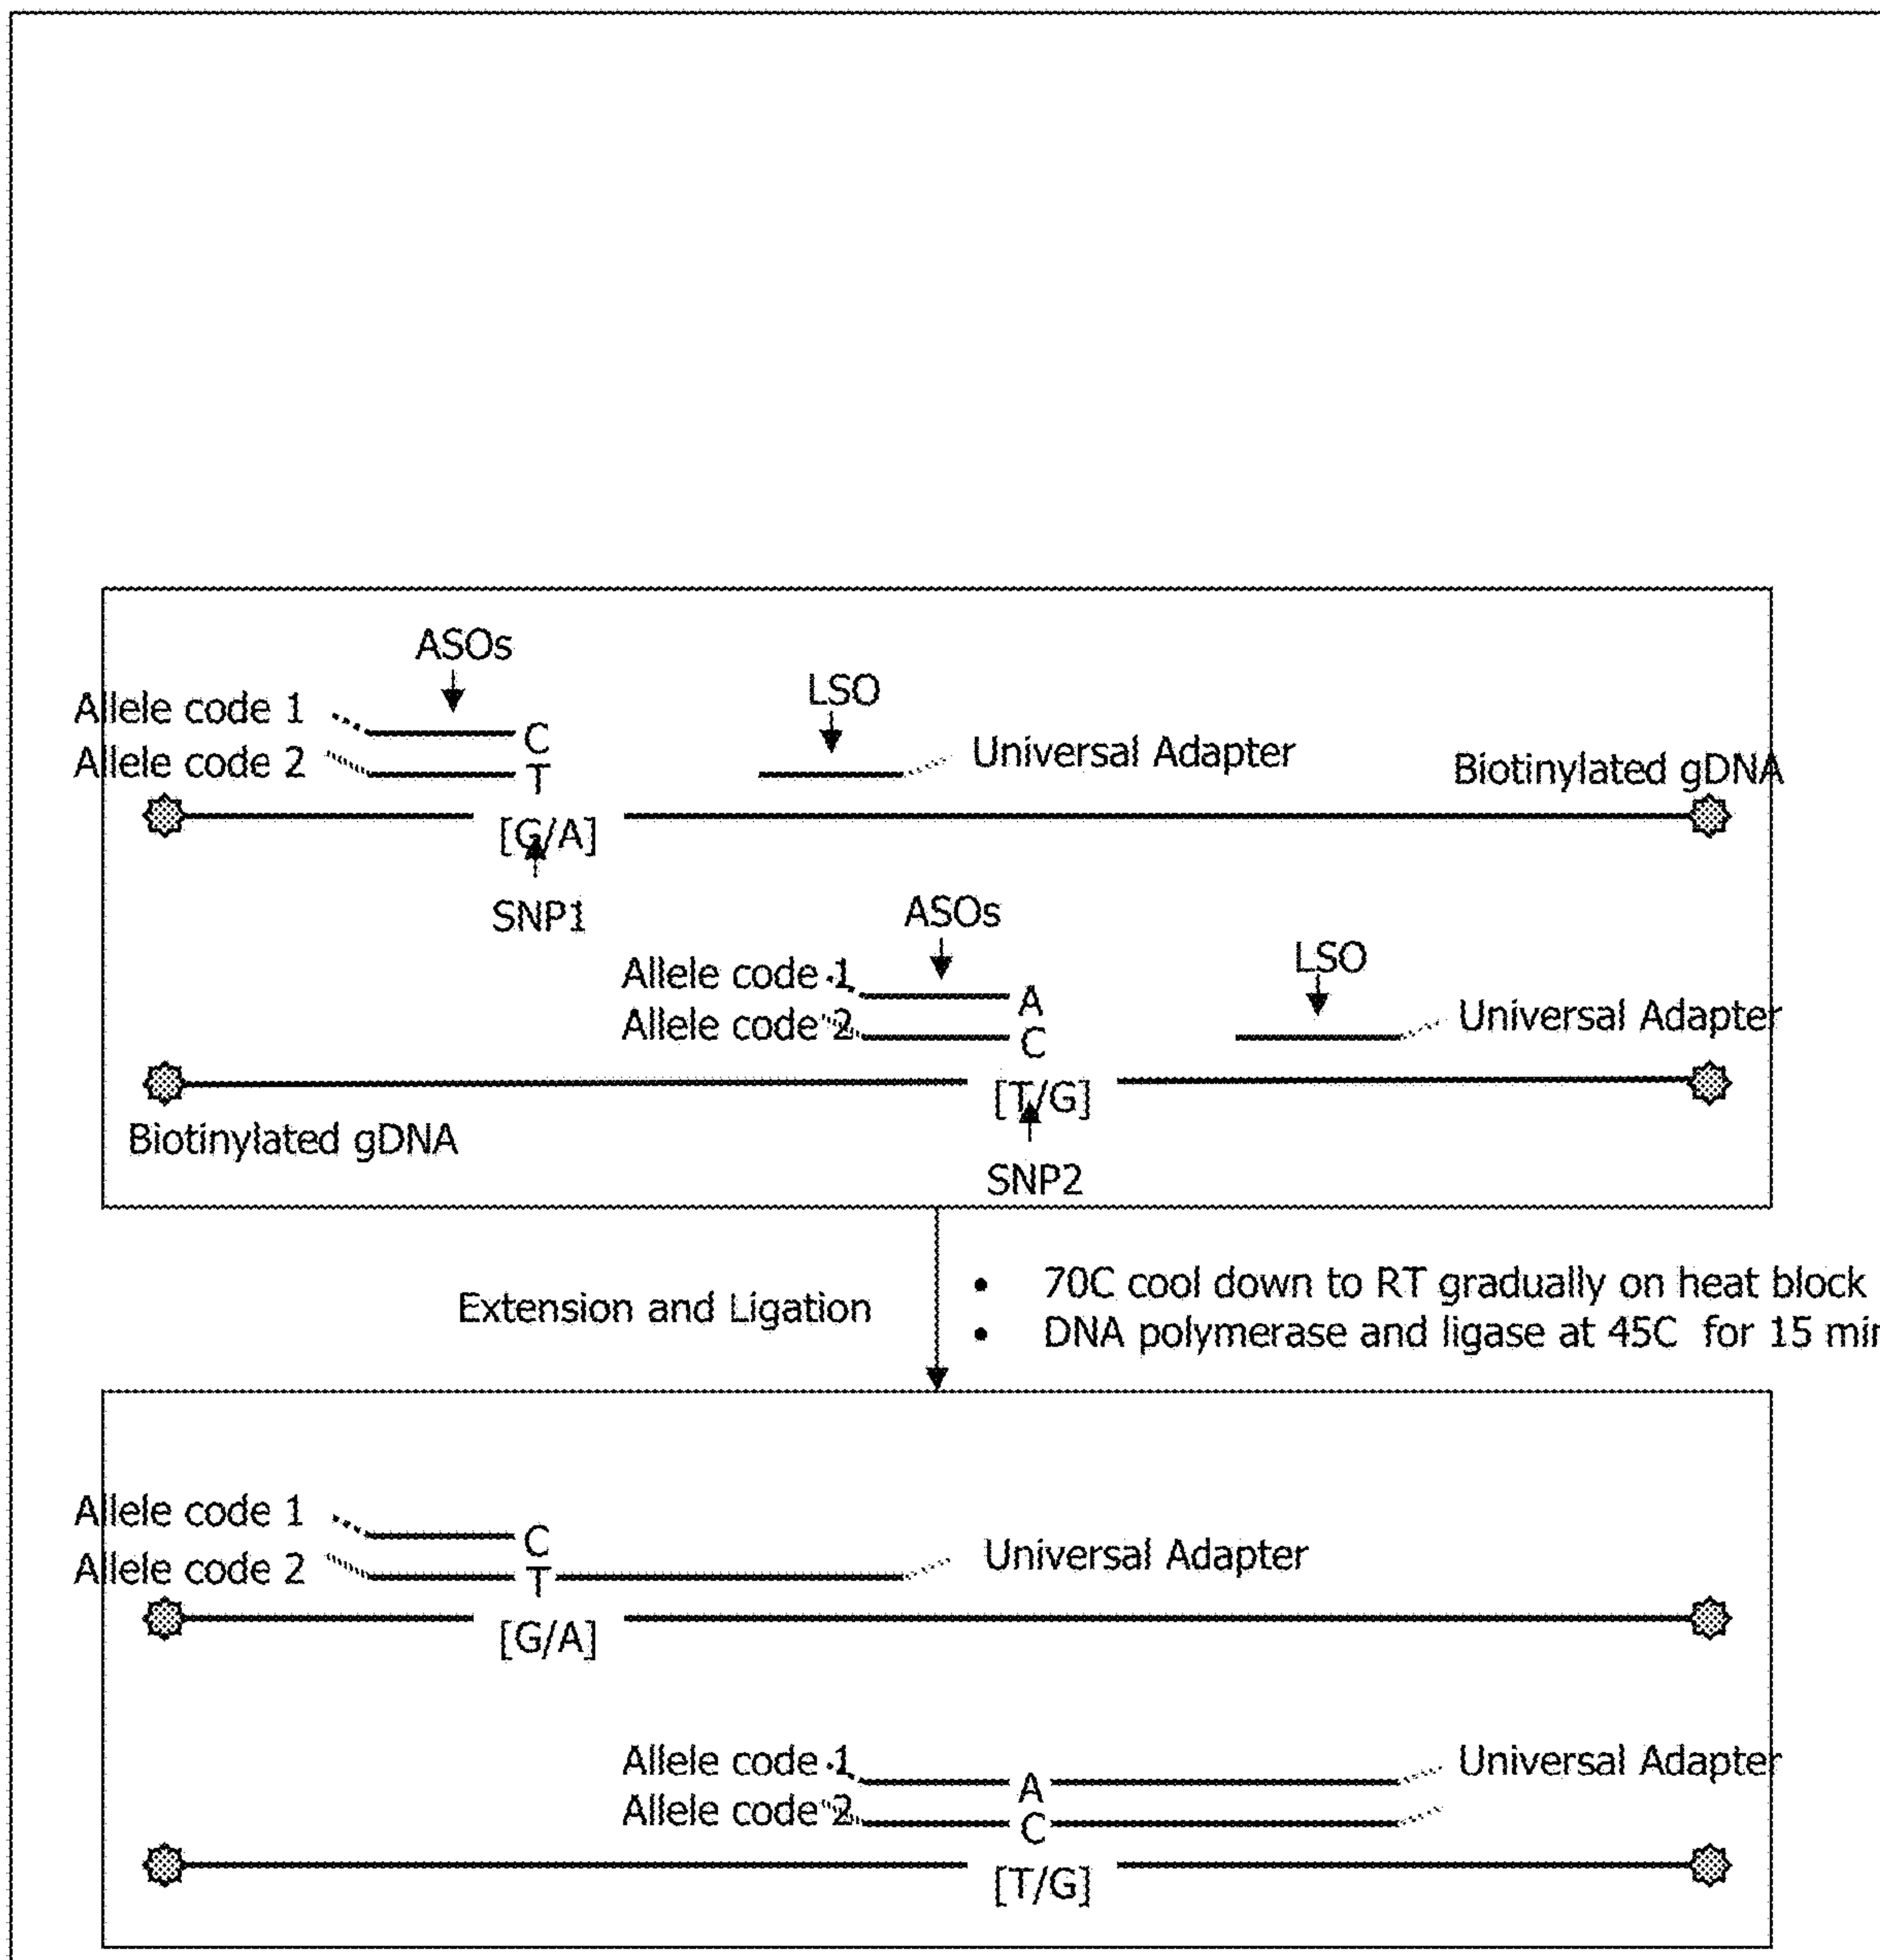 ASOs
LSO
Allele code 1
C
Allele code 2
T
Universal Adapter
Biotinylated gDNA
[G/A]
SNP1
ASOs
LSO
Allele code 1
A
Allele code 2
C
Universal Adapter
[T/G]
Biotinylated gDNA
SNP2
Extension and Ligation
• 70C cool down to RT gradually on heat block
• DNA polymerase and ligase at 45C for 15 min
Allele code 1
C
Allele code 2
T
Universal Adapter
[G/A]
Allele code 1
A
Universal Adapter
Allele code 2
C
[T/G]